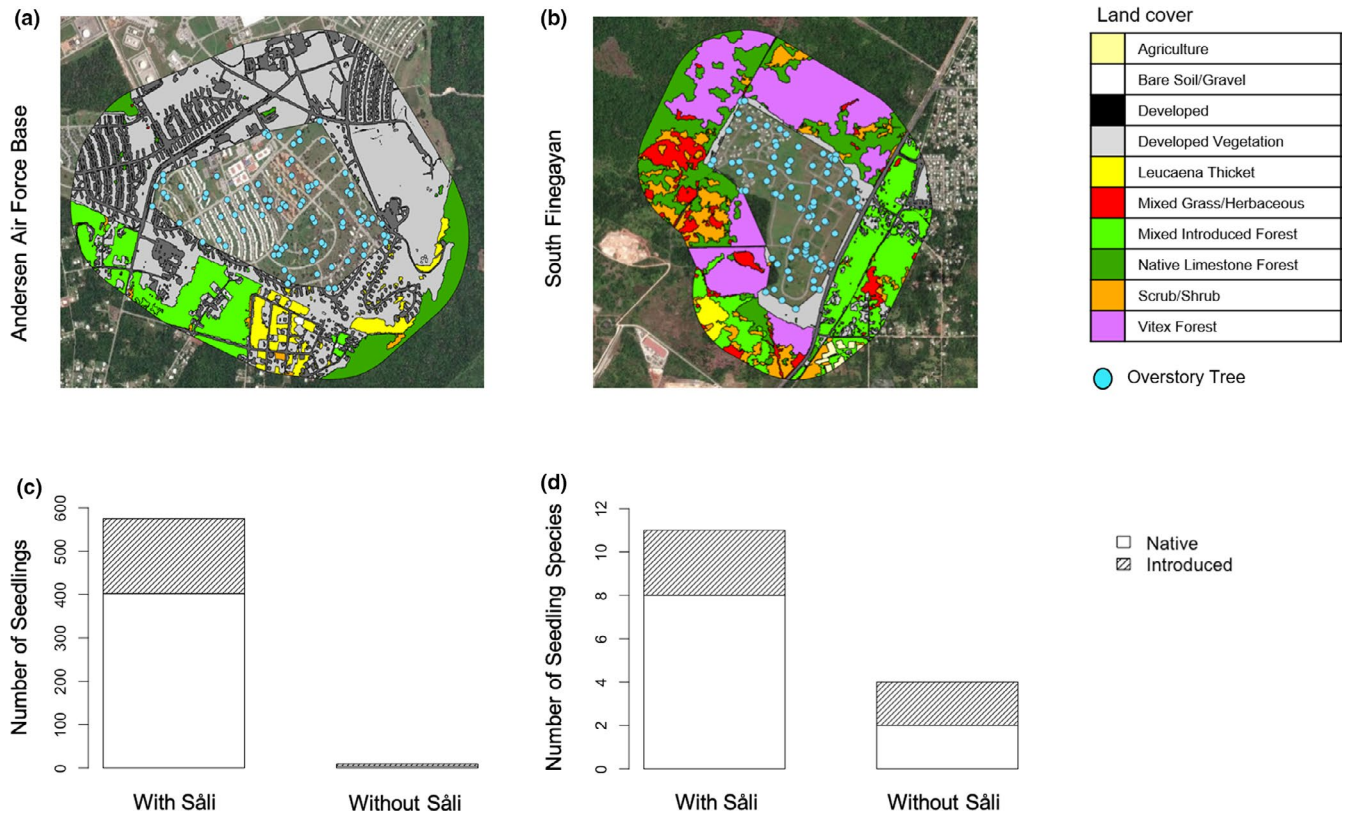 (a)
Andersen Air Force Base
(b)
South Finegayan
Land cover
Agriculture
Bare Soil/Gravel
Developed
Developed Vegetation
Leucaena Thicket
Mixed Grass/Herbaceous
Mixed Introduced Forest
Native Limestone Forest
Scrub/Shrub
Vitex Forest
Overstory Tree
(c)
Number of Seedlings
600
500
400
300
200
100
0
With Såli
Without Såli
(d)
Number of Seedling Species
12
10
8
6
4
2
0
With Såli
Without Såli
Native
Introduced